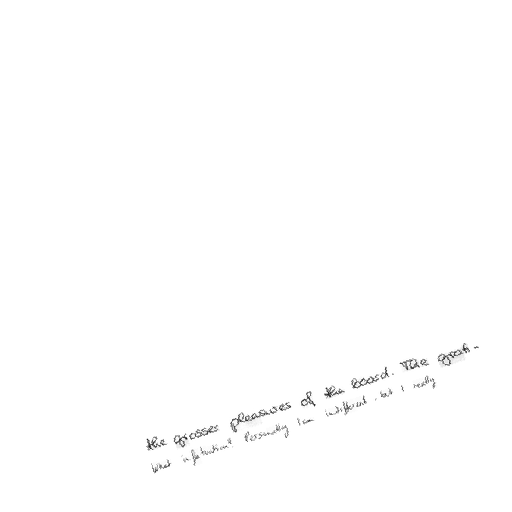 the grosser pleasures of the board. The grati-
What infatuation! Personally I am indifferent, but I really